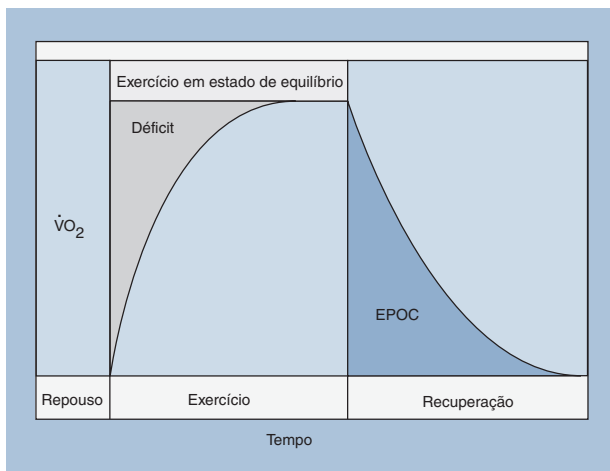 Exercício em estado de equilíbrio
Déficit
V̇O₂
EPOC
Repouso
Exercício
Recuperação
Tempo